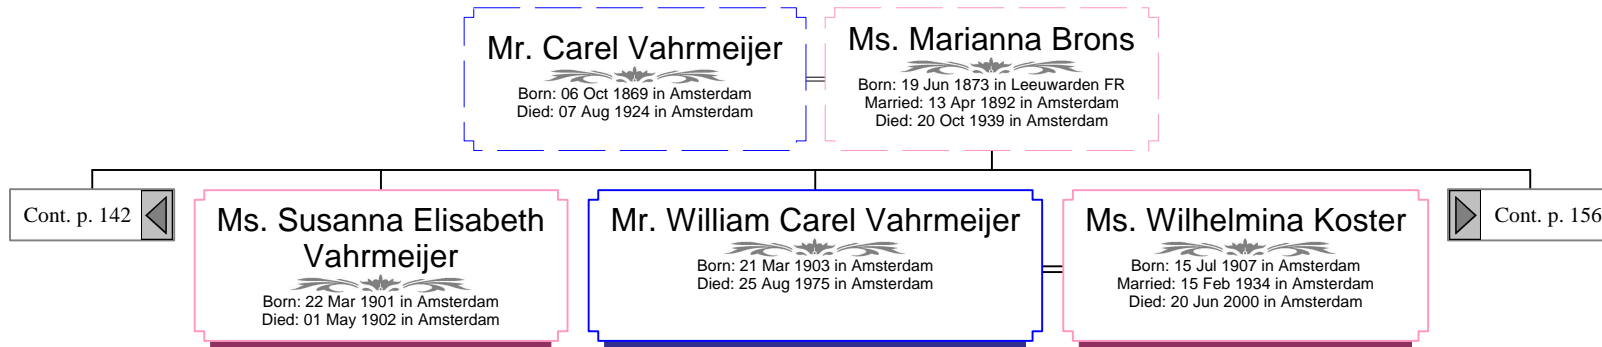 Mr. Carel Vahrmeijer
Born: 06 Oct 1869 in Amsterdam
Died: 07 Aug 1924 in Amsterdam
Ms. Marianna Brons
Born: 19 Jun 1873 in Leeuwarden FR
Married: 13 Apr 1892 in Amsterdam
Died: 20 Oct 1939 in Amsterdam
Cont. p. 142
Ms. Susanna Elisabeth
Vahrmeijer
Born: 22 Mar 1901 in Amsterdam
Died: 01 May 1902 in Amsterdam
Mr. William Carel Vahrmeijer
Born: 21 Mar 1903 in Amsterdam
Died: 25 Aug 1975 in Amsterdam
Ms. Wilhelmina Koster
Born: 15 Jul 1907 in Amsterdam
Married: 15 Feb 1934 in Amsterdam
Died: 20 Jun 2000 in Amsterdam
Cont. p. 156